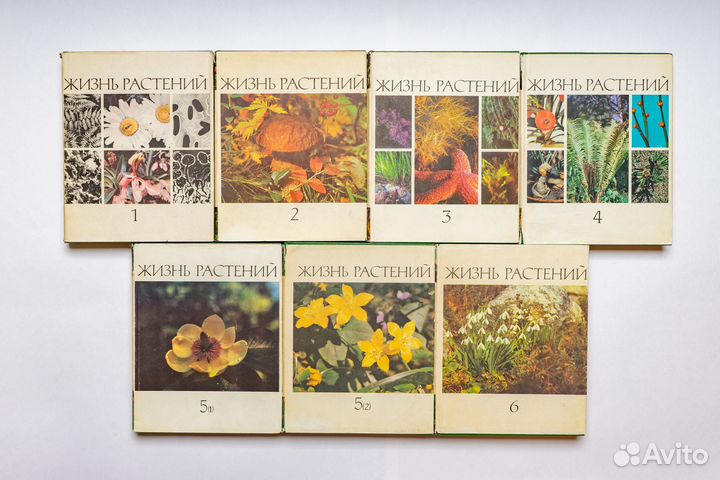 ЖИЗНЬ РАСТЕНИЙ
1
ЖИЗНЬ РАСТЕНИЙ
2
ЖИЗНЬ РАСТЕНИЙ
3
ЖИЗНЬ РАСТЕНИЙ
4
ЖИЗНЬ РАСТЕНИЙ
5(1)
ЖИЗНЬ РАСТЕНИЙ
5(2)
ЖИЗНЬ РАСТЕНИЙ
6
Avito